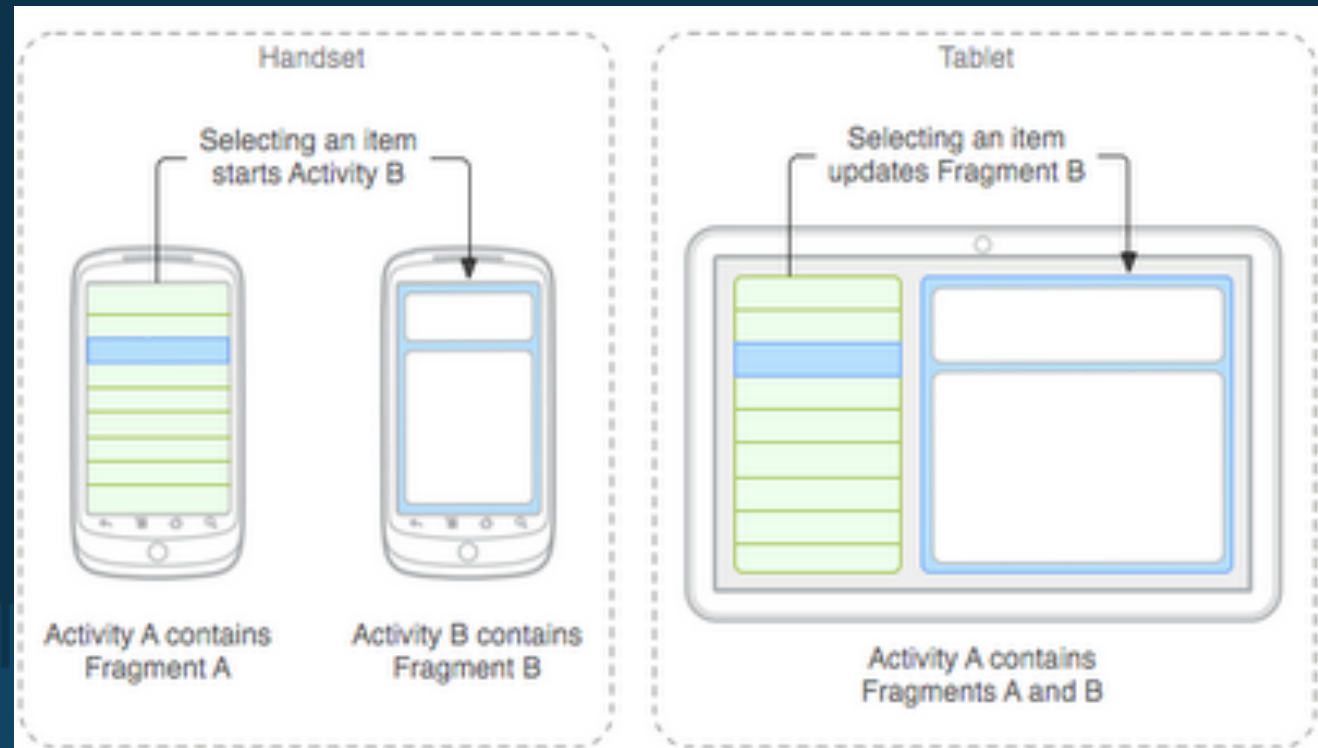 Handset
Selecting an item
starts Activity B
Activity A contains
Fragment A
Activity B contains
Fragment B
Tablet
Selecting an item
updates Fragment B
Activity A contains
Fragments A and B